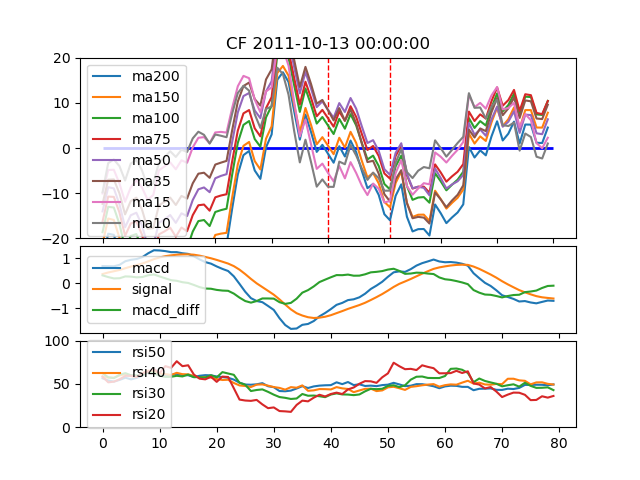 CF 2011-10-13 00:00:00
20
10
0
−10
−20
ma200
ma150
ma100
ma75
ma50
ma35
ma15
ma10
1
0
−1
macd
signal
macd_diff
100
50
0
rsi50
rsi40
rsi30
rsi20
0 10 20 30 40 50 60 70 80